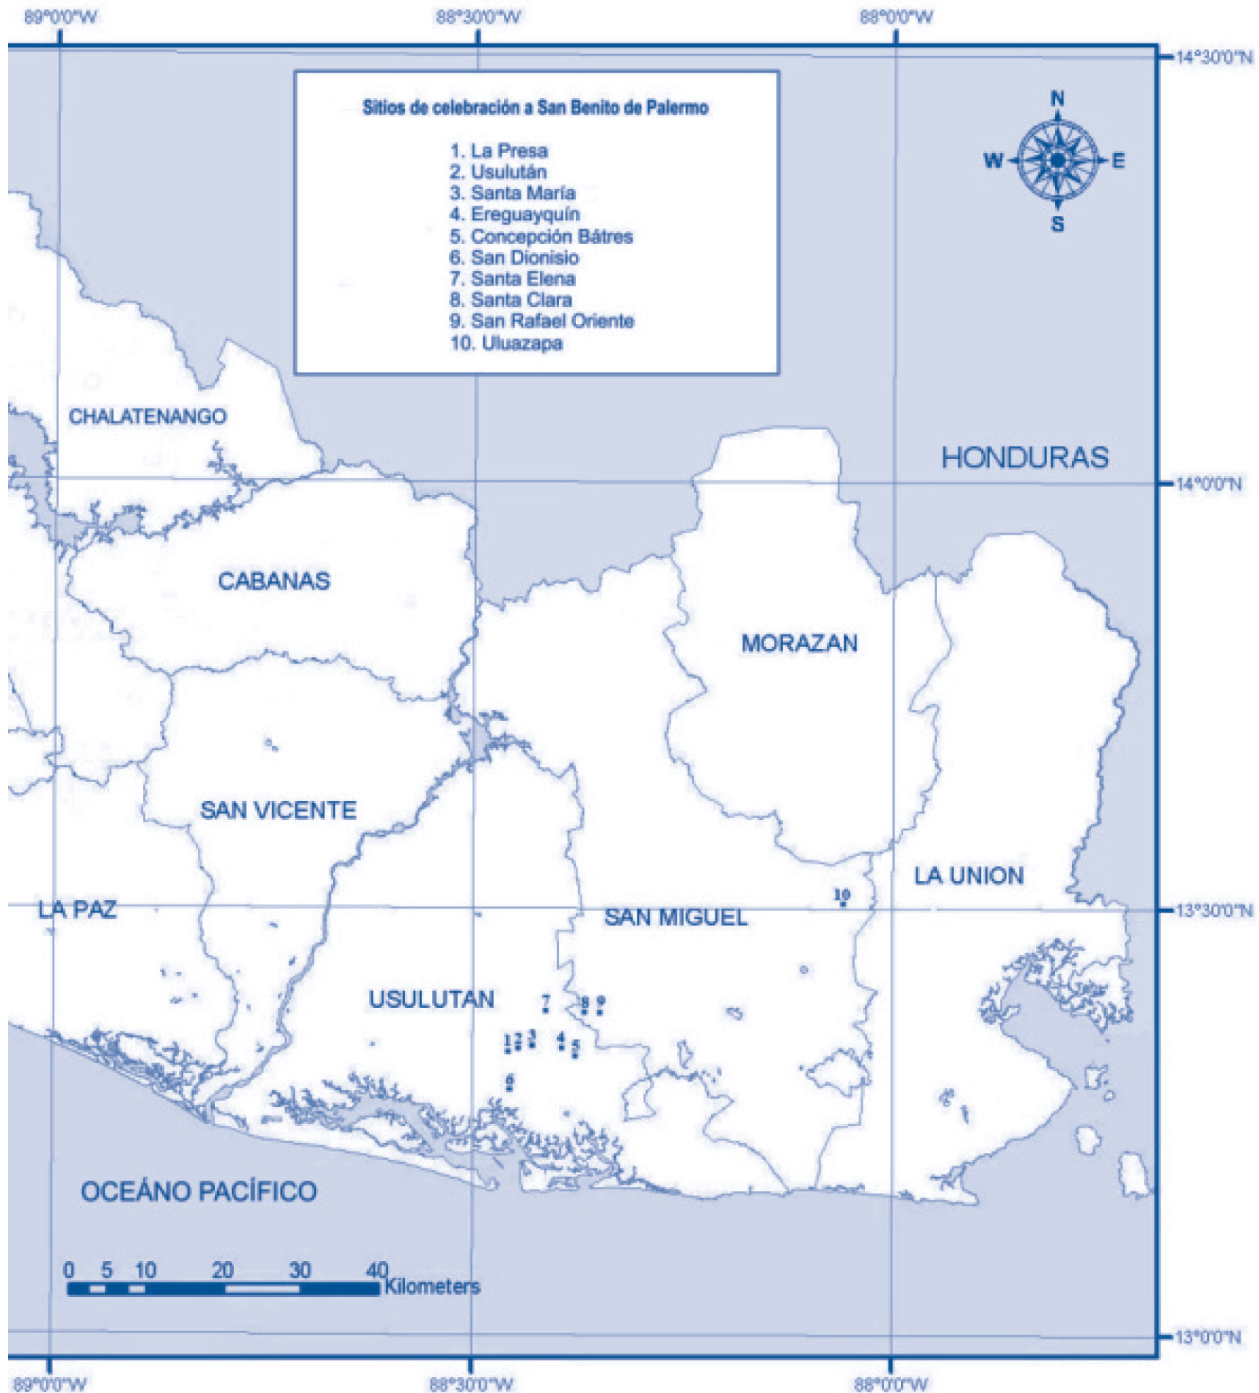 89°0'0"W 88°30'0"W 88°0'0"W
14°30'0"N
Sitios de celebración a San Benito de Palermo
1. La Presa
2. Usulután
3. Santa María
4. Ereguayquín
5. Concepción Bátres
6. San Dionisio
7. Santa Elena
8. Santa Clara
9. San Rafael Oriente
10. Uluazapa
N
W E
S
CHALATENANGO
HONDURAS
14°0'0"N
CABANAS
MORAZAN
SAN VICENTE
LA UNION
10
LA PAZ
SAN MIGUEL
13°30'0"N
USULUTAN
7 8 9
1 2 3 4 5
6
OCEÁNO PACÍFICO
0 5 10 20 30 40
Kilometers
13°0'0"N
89°0'0"W 88°30'0"W 88°0'0"W